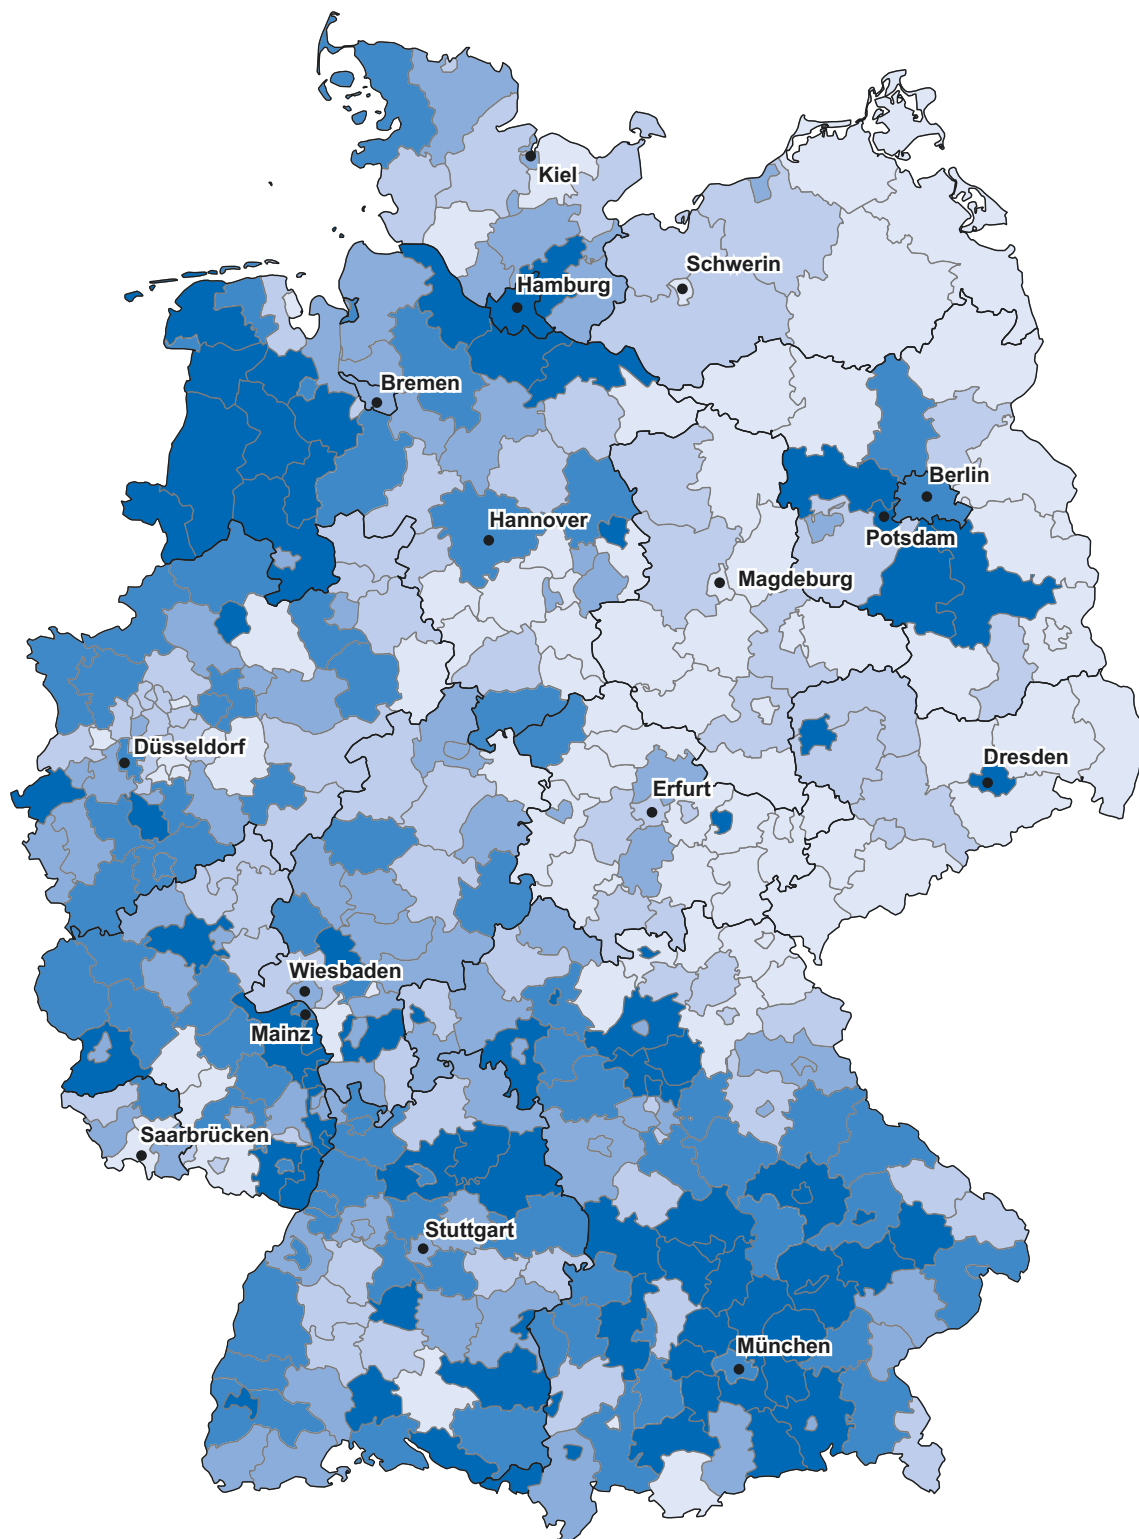 Kiel
Schwerin
Hamburg
Bremen
Berlin
Hannover
Potsdam
Magdeburg
Düsseldorf
Dresden
Erfurt
Wiesbaden
Mainz
Saarbrücken
Stuttgart
München